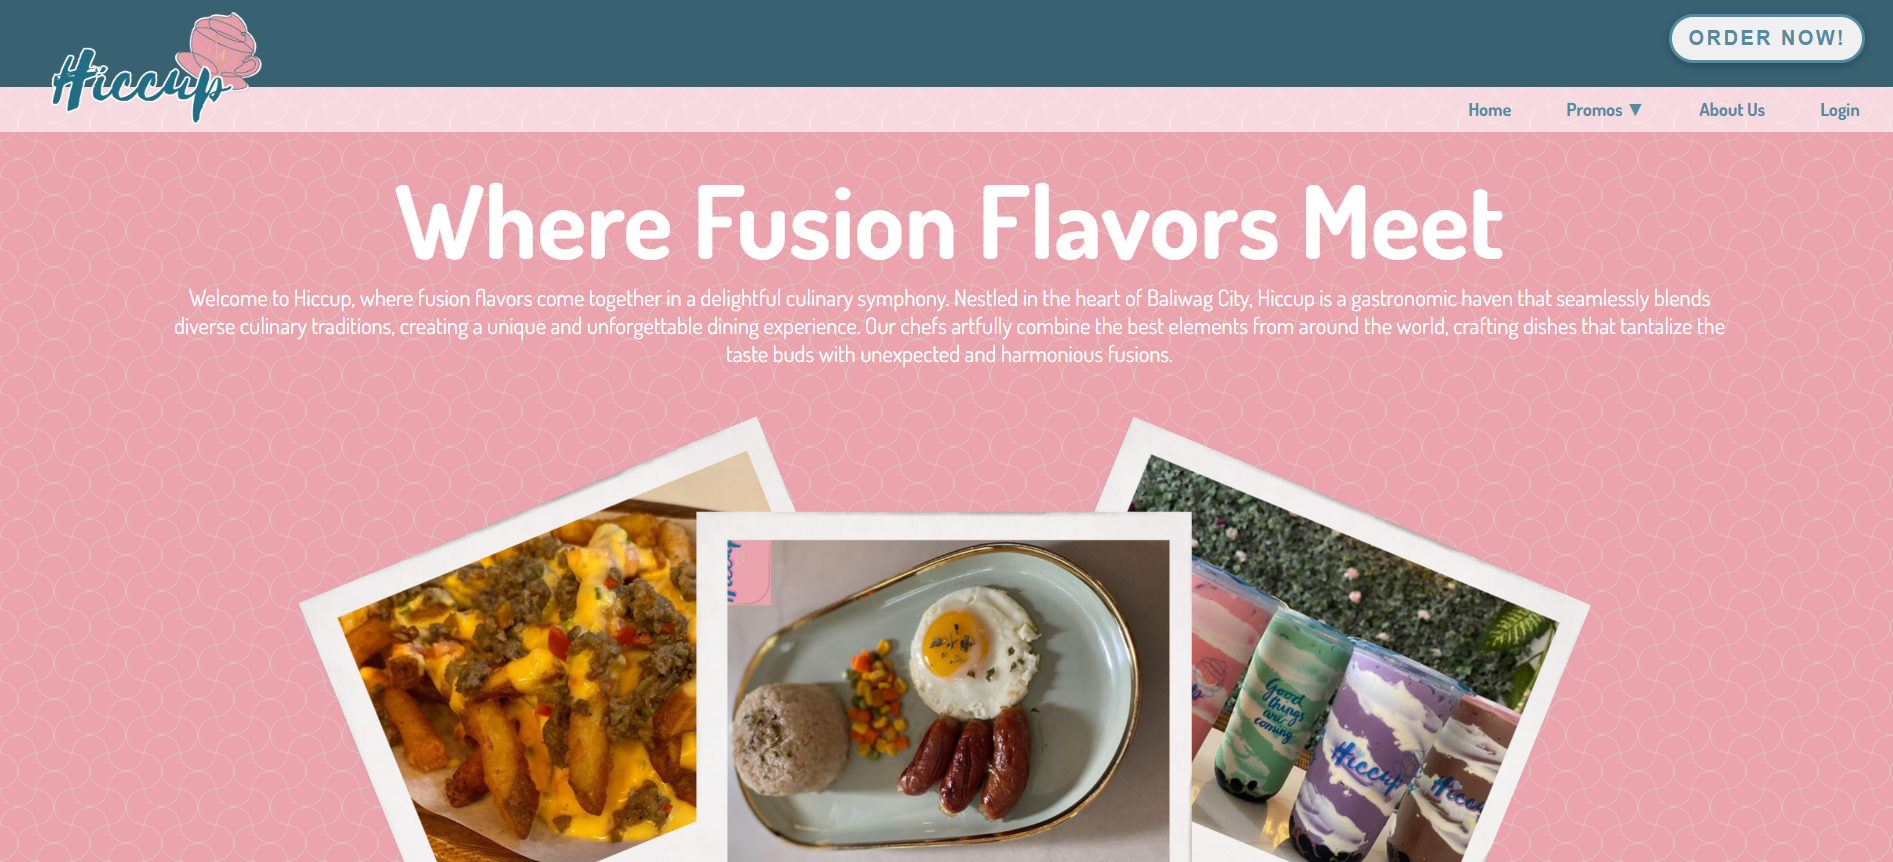 Hiccup
ORDER NOW!
Home Promos ▼ About Us Login
Where Fusion Flavors Meet
Welcome to Hiccup, where fusion flavors come together in a delightful culinary symphony. Nestled in the heart of Baliwag City, Hiccup is a gastronomic haven that seamlessly blends
diverse culinary traditions, creating a unique and unforgettable dining experience. Our chefs artfully combine the best elements from around the world, crafting dishes that tantalize the
taste buds with unexpected and harmonious fusions.
Good
things
are
coming
Hiccup